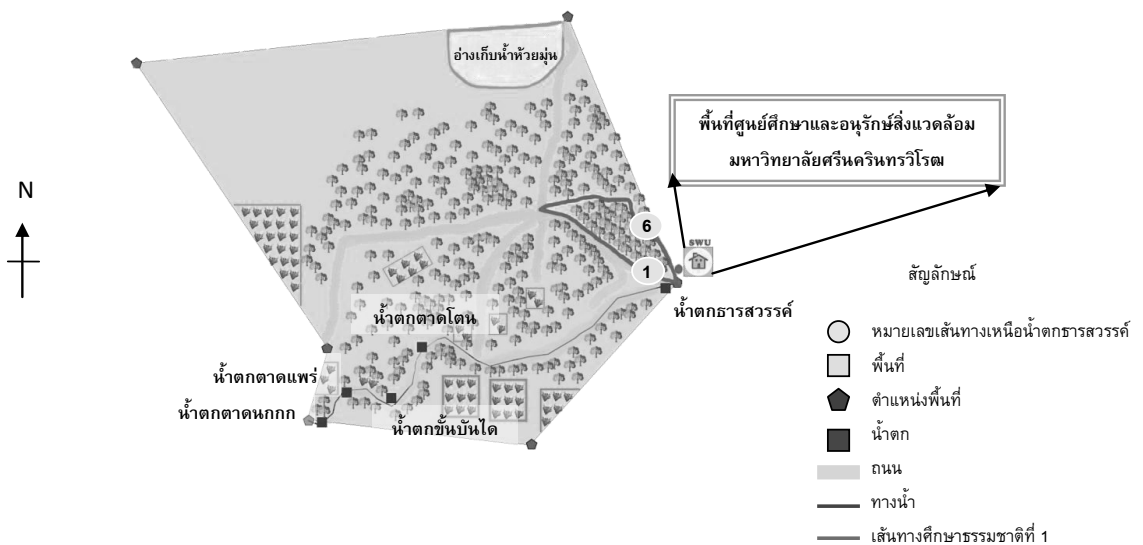 อ่างเก็บน้ำห้วยมุ่น
พื้นที่ศูนย์ศึกษาและอนุรักษ์สิ่งแวดล้อม
มหาวิทยาลัยศรีนครินทรวิโรฒ
N
6
SWU
1
สัญลักษณ์
น้ำตกธารสวรรค์
น้ำตกตาดโตน
หมายเลขเส้นทางเหนือน้ำตกธารสวรรค์
พื้นที่
น้ำตกตาดแพร่
ตำแหน่งพื้นที่
น้ำตกตาดนกกก
น้ำตกขั้นบันได
น้ำตก
ถนน
ทางน้ำ
เส้นทางศึกษาธรรมชาติที่ 1